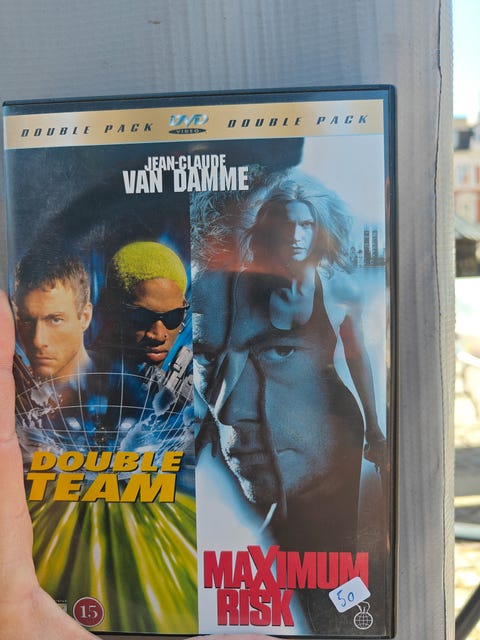 DOUBLE PACK DVD VIDEO DOUBLE PACK
JEAN-CLAUDE
VAN DAMME
DOUBLE
TEAM
MAXIMUM
RISK
50
15